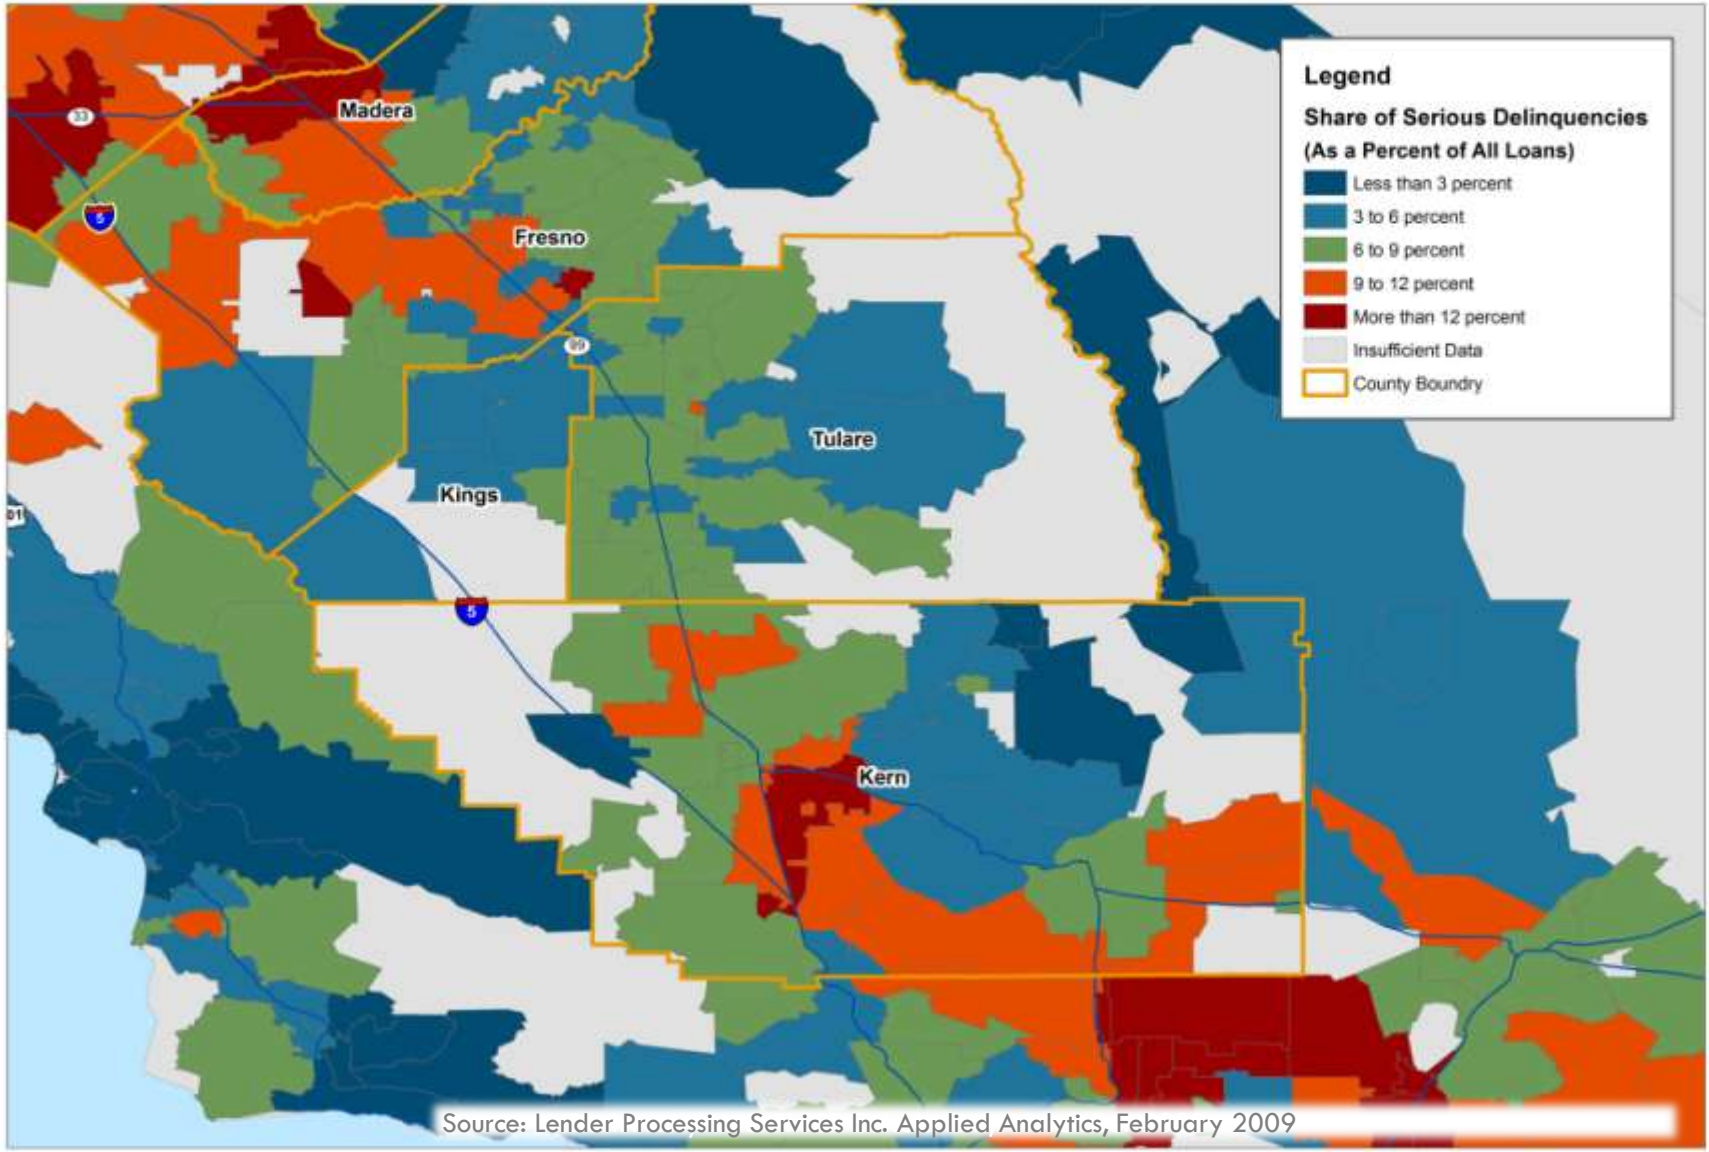 Legend
Share of Serious Delinquencies
(As a Percent of All Loans)
Less than 3 percent
3 to 6 percent
6 to 9 percent
9 to 12 percent
More than 12 percent
Insufficient Data
County Boundry
33
Madera
5
Fresno
99
Tulare
Kings
01
5
Kern
Source: Lender Processing Services Inc. Applied Analytics, February 2009